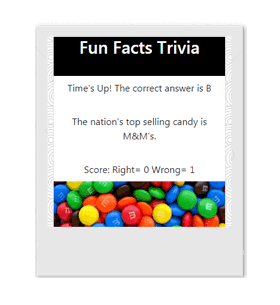 Fun Facts Trivia
Time's Up! The correct answer is B
The nation's top selling candy is
M&M's.
Score: Right= 0 Wrong= 1